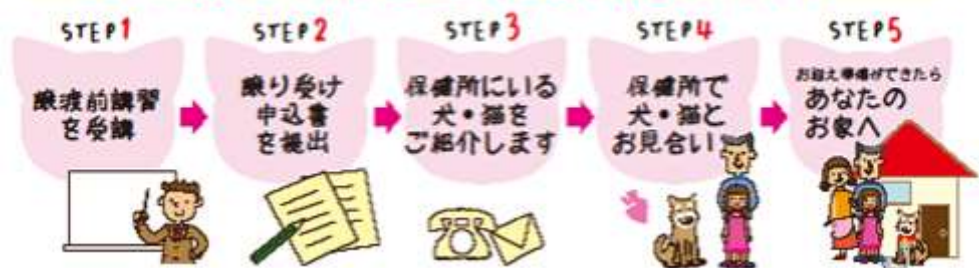 STEP1
譲渡前講習
を受講
STEP2
譲り受け
申込書
を提出
STEP3
保健所にいる
犬・猫を
ご紹介します
STEP4
保健所で
犬・猫と
お見合い
STEP5
お迎え準備ができたら
あなたの
お家へ